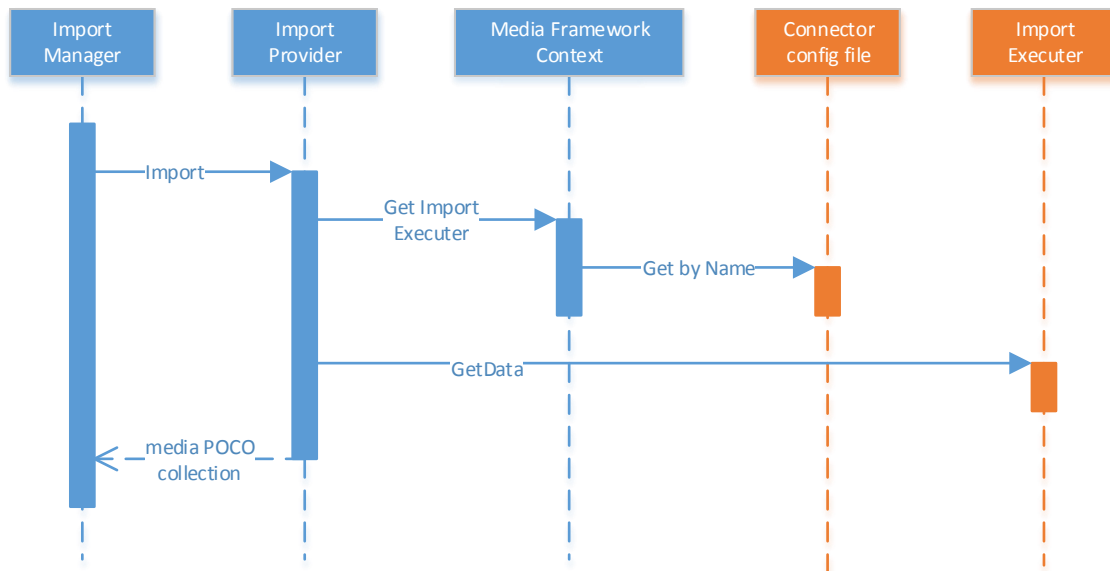 Import
Manager
Import
Provider
Media Framework
Context
Connector
config file
Import
Executer
Import
Get Import
Executer
Get by Name
GetData
media POCO
collection